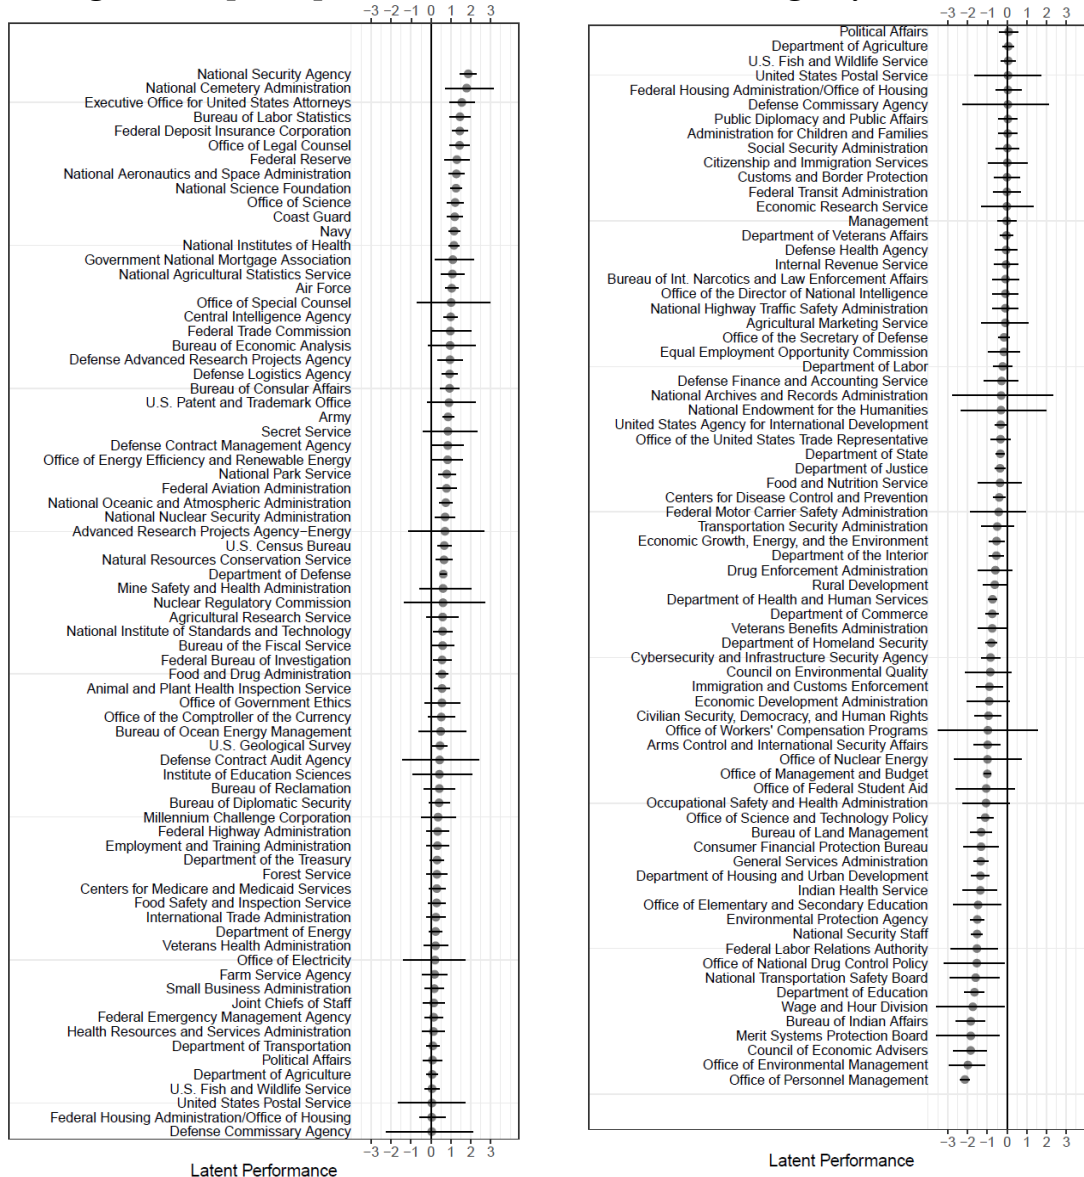 −3 −2 −1 0 1 2 3
National Security Agency
National Cemetery Administration
Executive Office for United States Attorneys
Bureau of Labor Statistics
Federal Deposit Insurance Corporation
Office of Legal Counsel
Federal Reserve
National Aeronautics and Space Administration
National Science Foundation
Office of Science
Coast Guard
Navy
National Institutes of Health
Government National Mortgage Association
National Agricultural Statistics Service
Air Force
Office of Special Counsel
Central Intelligence Agency
Federal Trade Commission
Bureau of Economic Analysis
Defense Advanced Research Projects Agency
Defense Logistics Agency
Bureau of Consular Affairs
U.S. Patent and Trademark Office
Army
Secret Service
Defense Contract Management Agency
Office of Energy Efficiency and Renewable Energy
National Park Service
Federal Aviation Administration
National Oceanic and Atmospheric Administration
National Nuclear Security Administration
Advanced Research Projects Agency−Energy
U.S. Census Bureau
Natural Resources Conservation Service
Department of Defense
Mine Safety and Health Administration
Nuclear Regulatory Commission
Agricultural Research Service
National Institute of Standards and Technology
Bureau of the Fiscal Service
Federal Bureau of Investigation
Food and Drug Administration
Animal and Plant Health Inspection Service
Office of Government Ethics
Office of the Comptroller of the Currency
Bureau of Ocean Energy Management
U.S. Geological Survey
Defense Contract Audit Agency
Institute of Education Sciences
Bureau of Reclamation
Bureau of Diplomatic Security
Millennium Challenge Corporation
Federal Highway Administration
Employment and Training Administration
Department of the Treasury
Forest Service
Centers for Medicare and Medicaid Services
Food Safety and Inspection Service
International Trade Administration
Department of Energy
Veterans Health Administration
Office of Electricity
Farm Service Agency
Small Business Administration
Joint Chiefs of Staff
Federal Emergency Management Agency
Health Resources and Services Administration
Department of Transportation
Political Affairs
Department of Agriculture
U.S. Fish and Wildlife Service
United States Postal Service
Federal Housing Administration/Office of Housing
Defense Commissary Agency
−3 −2 −1 0 1 2 3
Latent Performance
−3 −2 −1 0 1 2 3
Political Affairs
Department of Agriculture
U.S. Fish and Wildlife Service
United States Postal Service
Federal Housing Administration/Office of Housing
Defense Commissary Agency
Public Diplomacy and Public Affairs
Administration for Children and Families
Social Security Administration
Citizenship and Immigration Services
Customs and Border Protection
Federal Transit Administration
Economic Research Service
Management
Department of Veterans Affairs
Defense Health Agency
Internal Revenue Service
Bureau of Int. Narcotics and Law Enforcement Affairs
Office of the Director of National Intelligence
National Highway Traffic Safety Administration
Agricultural Marketing Service
Office of the Secretary of Defense
Equal Employment Opportunity Commission
Department of Labor
Defense Finance and Accounting Service
National Archives and Records Administration
National Endowment for the Humanities
United States Agency for International Development
Office of the United States Trade Representative
Department of State
Department of Justice
Food and Nutrition Service
Centers for Disease Control and Prevention
Federal Motor Carrier Safety Administration
Transportation Security Administration
Economic Growth, Energy, and the Environment
Department of the Interior
Drug Enforcement Administration
Rural Development
Department of Health and Human Services
Department of Commerce
Veterans Benefits Administration
Department of Homeland Security
Cybersecurity and Infrastructure Security Agency
Council on Environmental Quality
Immigration and Customs Enforcement
Economic Development Administration
Civilian Security, Democracy, and Human Rights
Office of Workers' Compensation Programs
Arms Control and International Security Affairs
Office of Nuclear Energy
Office of Management and Budget
Office of Federal Student Aid
Occupational Safety and Health Administration
Office of Science and Technology Policy
Bureau of Land Management
Consumer Financial Protection Bureau
General Services Administration
Department of Housing and Urban Development
Indian Health Service
Office of Elementary and Secondary Education
Environmental Protection Agency
National Security Staff
Federal Labor Relations Authority
Office of National Drug Control Policy
National Transportation Safety Board
Department of Education
Wage and Hour Division
Bureau of Indian Affairs
Merit Systems Protection Board
Council of Economic Advisers
Office of Environmental Management
Office of Personnel Management
−3 −2 −1 0 1 2 3
Latent Performance